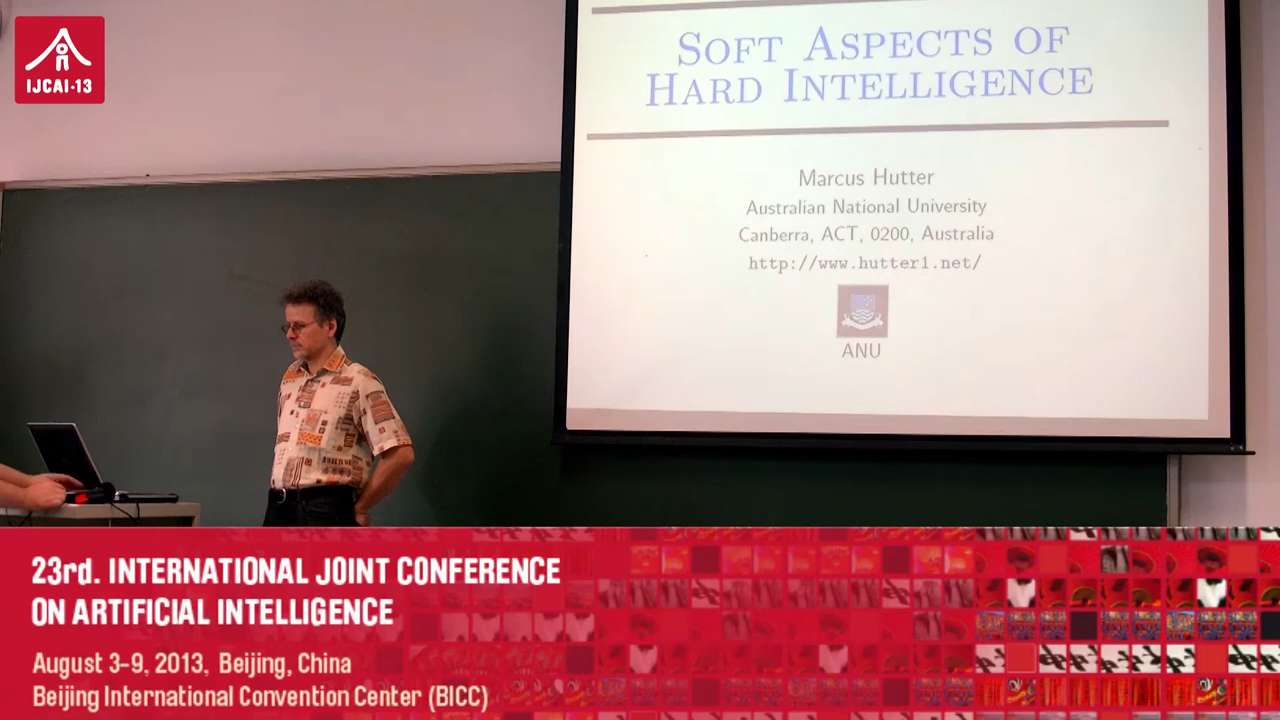 IJCAI-13
SOFT ASPECTS OF
HARD INTELLIGENCE
Marcus Hutter
Australian National University
Canberra, ACT, 0200, Australia
http://www.hutter1.net/
ANU
23rd. INTERNATIONAL JOINT CONFERENCE
ON ARTIFICIAL INTELLIGENCE
August 3-9, 2013, Beijing, China
Beijing International Convention Center (BICC)